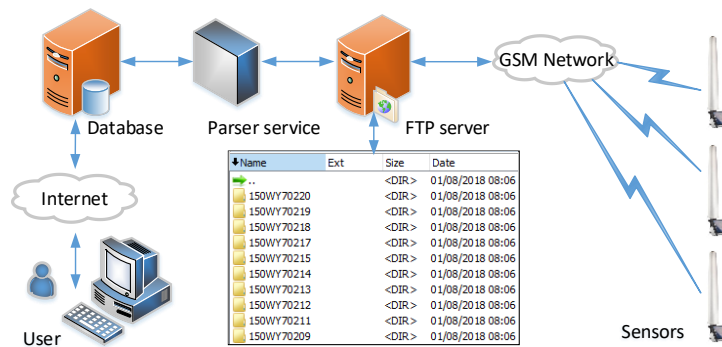 GSM Network
Database
Parser service
FTP server
Name Ext Size Date
.. <DIR> 01/08/2018 08:06
150WY70220 <DIR> 01/08/2018 08:06
150WY70219 <DIR> 01/08/2018 08:06
150WY70218 <DIR> 01/08/2018 08:06
150WY70217 <DIR> 01/08/2018 08:06
150WY70215 <DIR> 01/08/2018 08:06
150WY70214 <DIR> 01/08/2018 08:06
150WY70213 <DIR> 01/08/2018 08:06
150WY70212 <DIR> 01/08/2018 08:06
150WY70211 <DIR> 01/08/2018 08:06
150WY70209 <DIR> 01/08/2018 08:06
Internet
User
Sensors